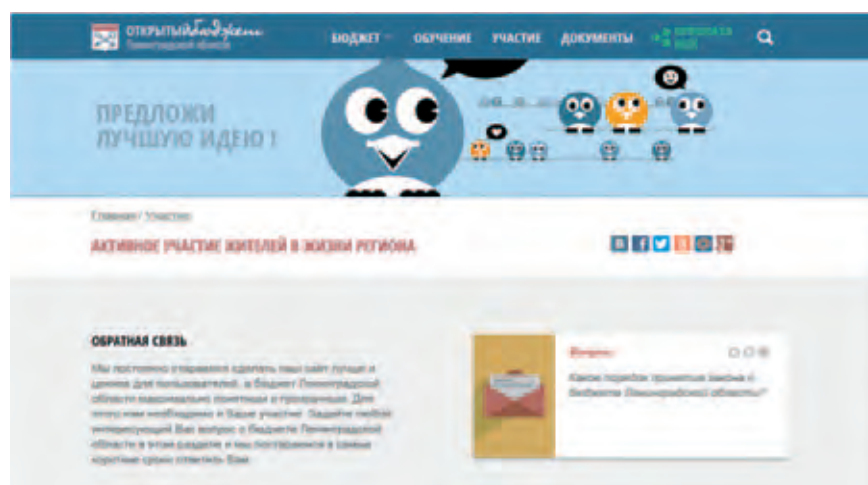 ОТКРЫТЫЙ бюджет
Ленинградской области
БЮДЖЕТ ОБУЧЕНИЕ УЧАСТИЕ ДОКУМЕНТЫ
ПРЕДЛОЖИ
ЛУЧШУЮ ИДЕЮ !
Главная / Участие
АКТИВНОЕ УЧАСТИЕ ЖИТЕЛЕЙ В ЖИЗНИ РЕГИОНА
ОБРАТНАЯ СВЯЗЬ
Мы постоянно стараемся сделать наш сайт лучше и
ценнее для пользователей, а бюджет Ленинградской
области максимально понятным и прозрачным. Для
этого нам необходимо и Ваше участие. Задайте любой
интересующий Вас вопрос о бюджете Ленинградской
области в этом разделе и мы постараемся в самые
короткие сроки ответить Вам.
Вопрос:
Каков порядок принятия закона о
бюджете Ленинградской области?